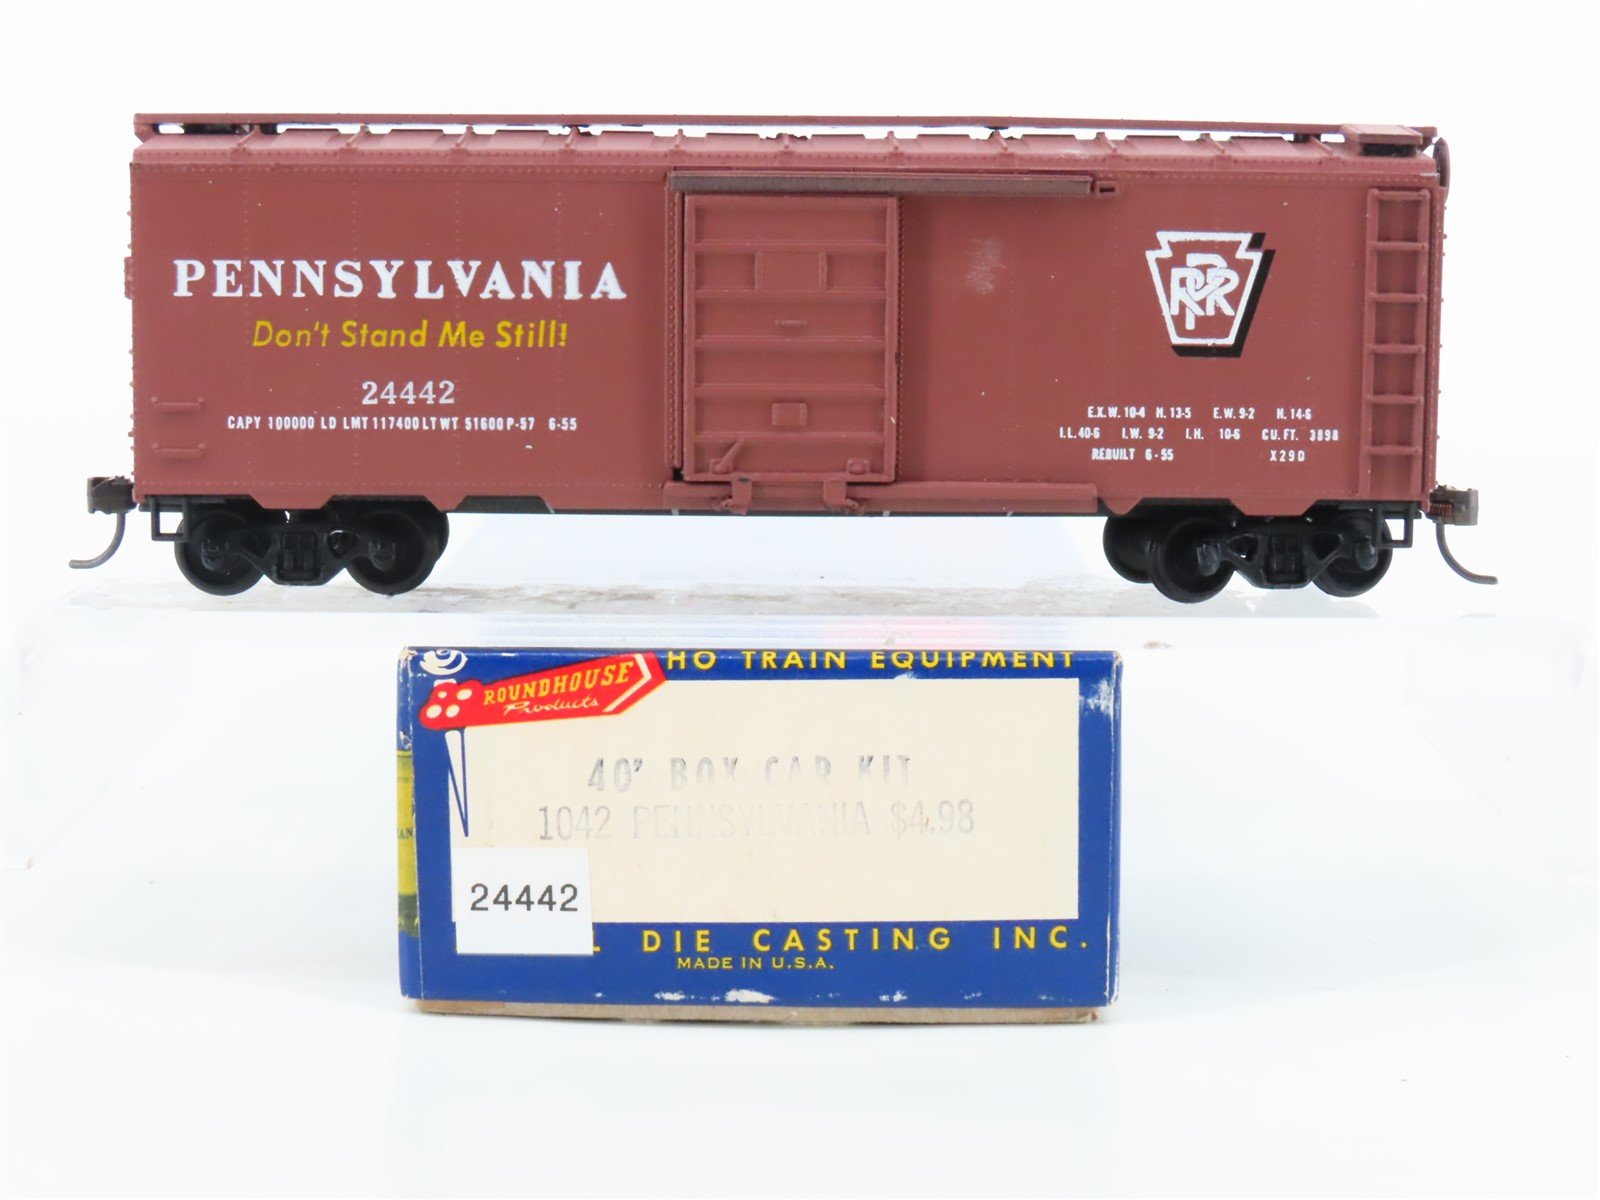 PENNSYLVANIA
Don't Stand Me Still!
24442
CAPY 100000 LD LMT 117400 LT WT 51600 P-57 6-55
PRR
E.X.W. 10-4 H. 13-5 E.W. 9-2 H. 14-6
I.L. 40-6 I.W. 9-2 I.H. 10-6 CU. FT. 3898
REBUILT 6-55 X29D
HO TRAIN EQUIPMENT
ROUNDHOUSE
Products
40' BOX CAR KIT
1042 PENNSYLVANIA $4.98
24442
DIE CASTING INC.
MADE IN U.S.A.